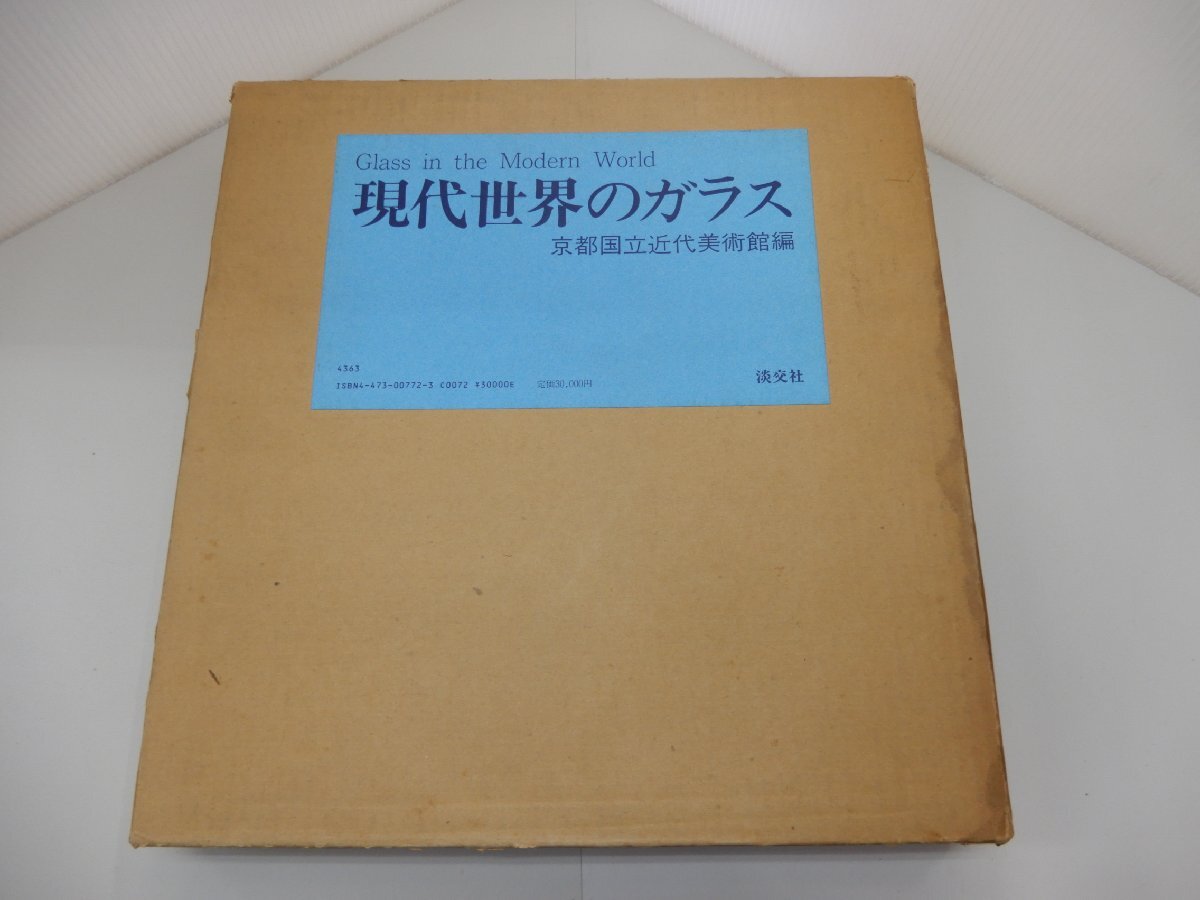 Glass in the Modern World
現代世界のガラス
京都国立近代美術館編
4363
ISBN4-473-00772-3 C0072 ¥30000E 定価30,000円
淡交社